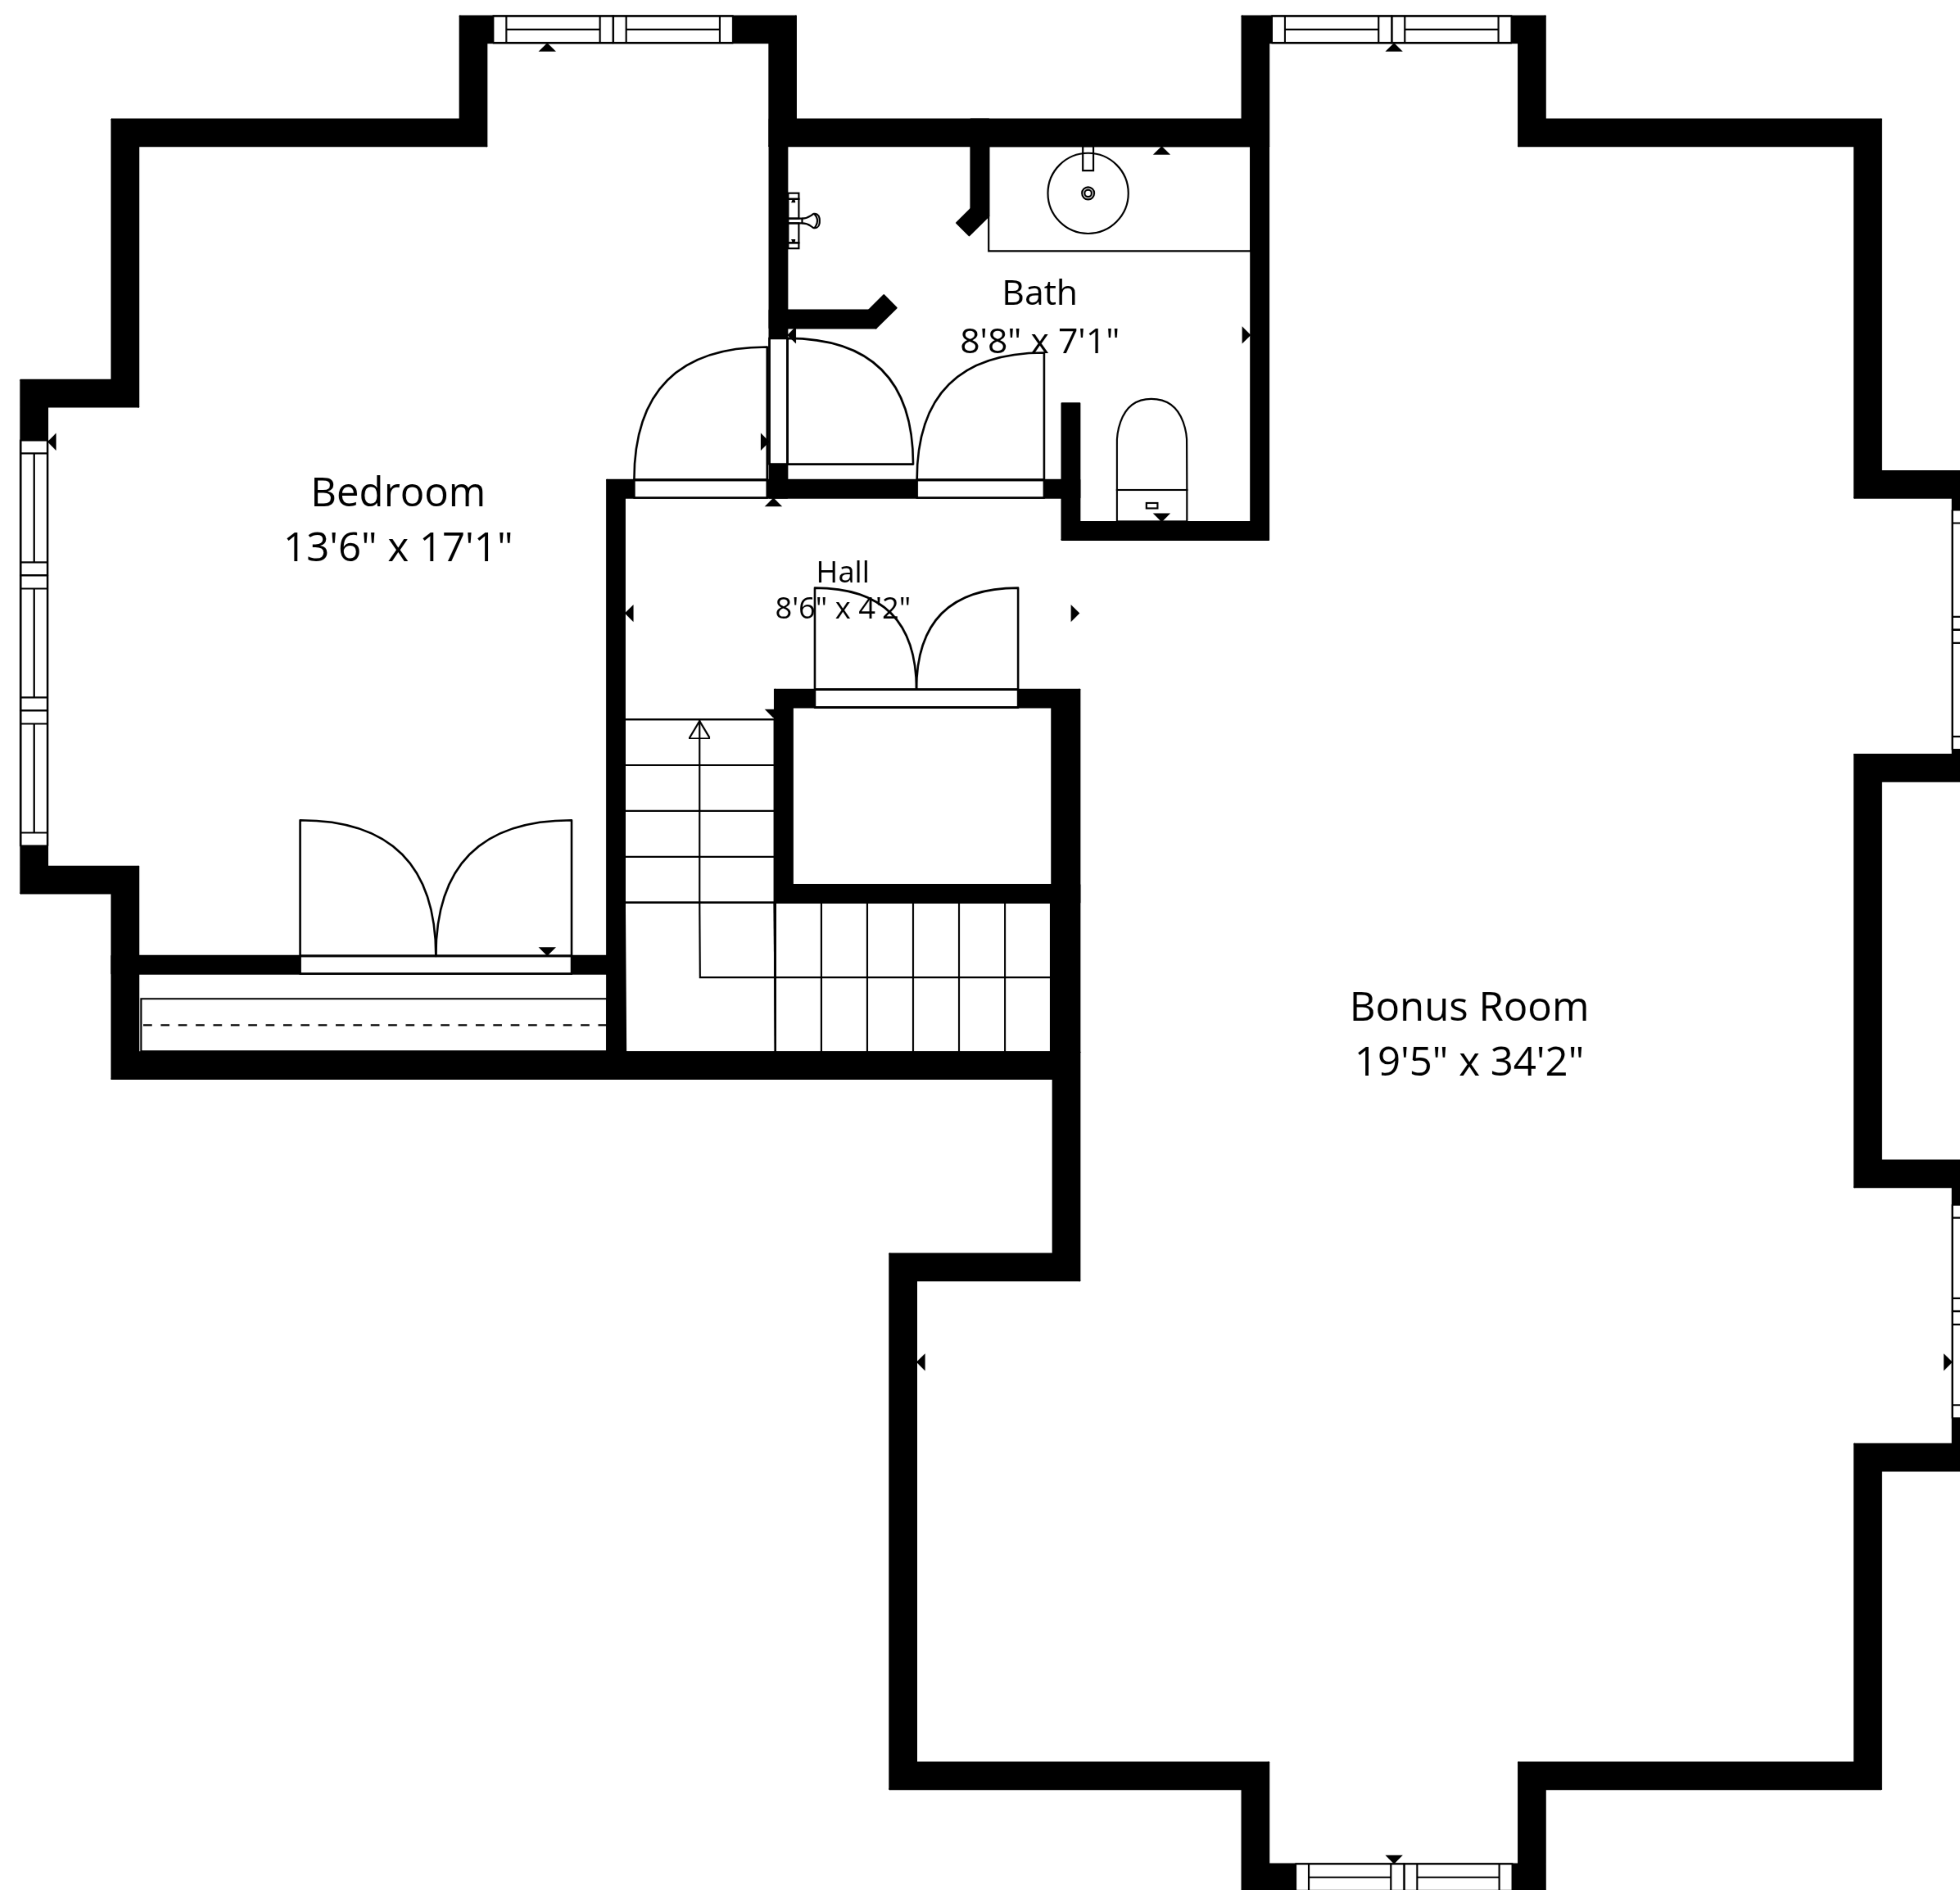 Bath
8'8" x 7'1"
Bedroom
13'6" x 17'1"
Hall
8'6" x 4'2"
Bonus Room
19'5" x 34'2"